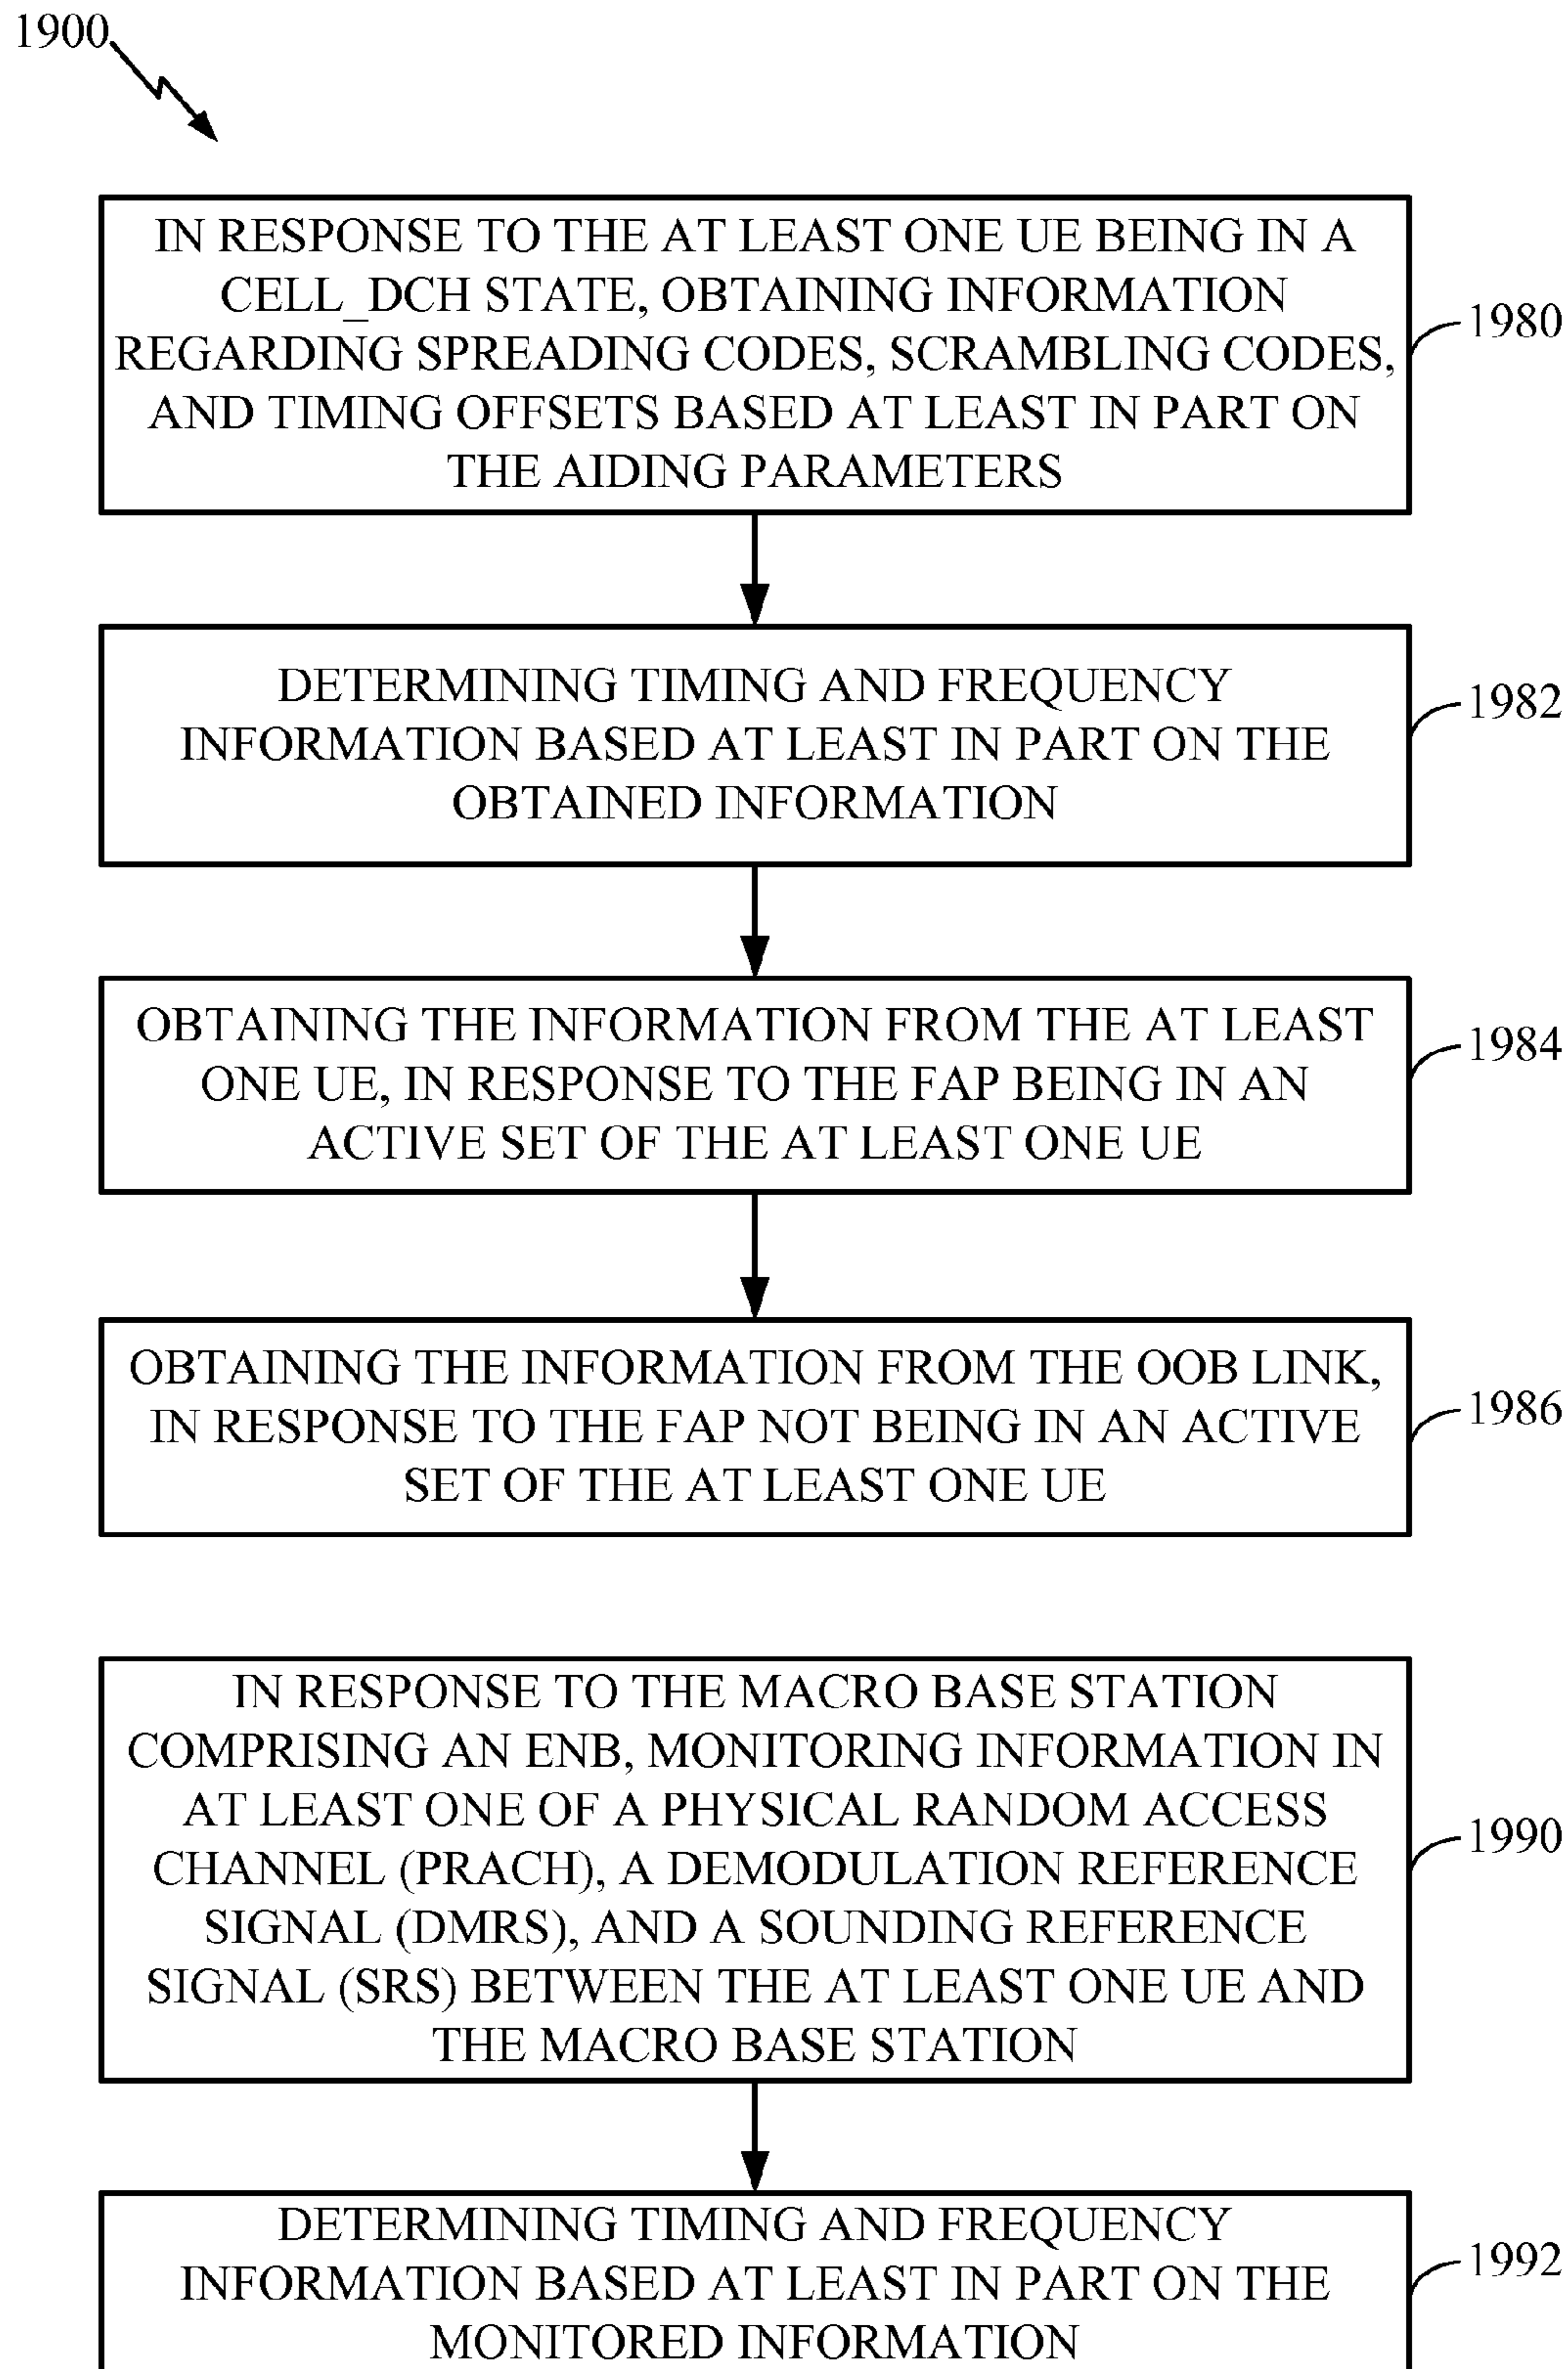 1900
IN RESPONSE TO THE AT LEAST ONE UE BEING IN A
CELL_DCH STATE, OBTAINING INFORMATION
REGARDING SPREADING CODES, SCRAMBLING CODES,
AND TIMING OFFSETS BASED AT LEAST IN PART ON
THE AIDING PARAMETERS
1980
DETERMINING TIMING AND FREQUENCY
INFORMATION BASED AT LEAST IN PART ON THE
OBTAINED INFORMATION
1982
OBTAINING THE INFORMATION FROM THE AT LEAST
ONE UE, IN RESPONSE TO THE FAP BEING IN AN
ACTIVE SET OF THE AT LEAST ONE UE
1984
OBTAINING THE INFORMATION FROM THE OOB LINK,
IN RESPONSE TO THE FAP NOT BEING IN AN ACTIVE
SET OF THE AT LEAST ONE UE
1986
IN RESPONSE TO THE MACRO BASE STATION
COMPRISING AN ENB, MONITORING INFORMATION IN
AT LEAST ONE OF A PHYSICAL RANDOM ACCESS
CHANNEL (PRACH), A DEMODULATION REFERENCE
SIGNAL (DMRS), AND A SOUNDING REFERENCE
SIGNAL (SRS) BETWEEN THE AT LEAST ONE UE AND
THE MACRO BASE STATION
1990
DETERMINING TIMING AND FREQUENCY
INFORMATION BASED AT LEAST IN PART ON THE
MONITORED INFORMATION
1992